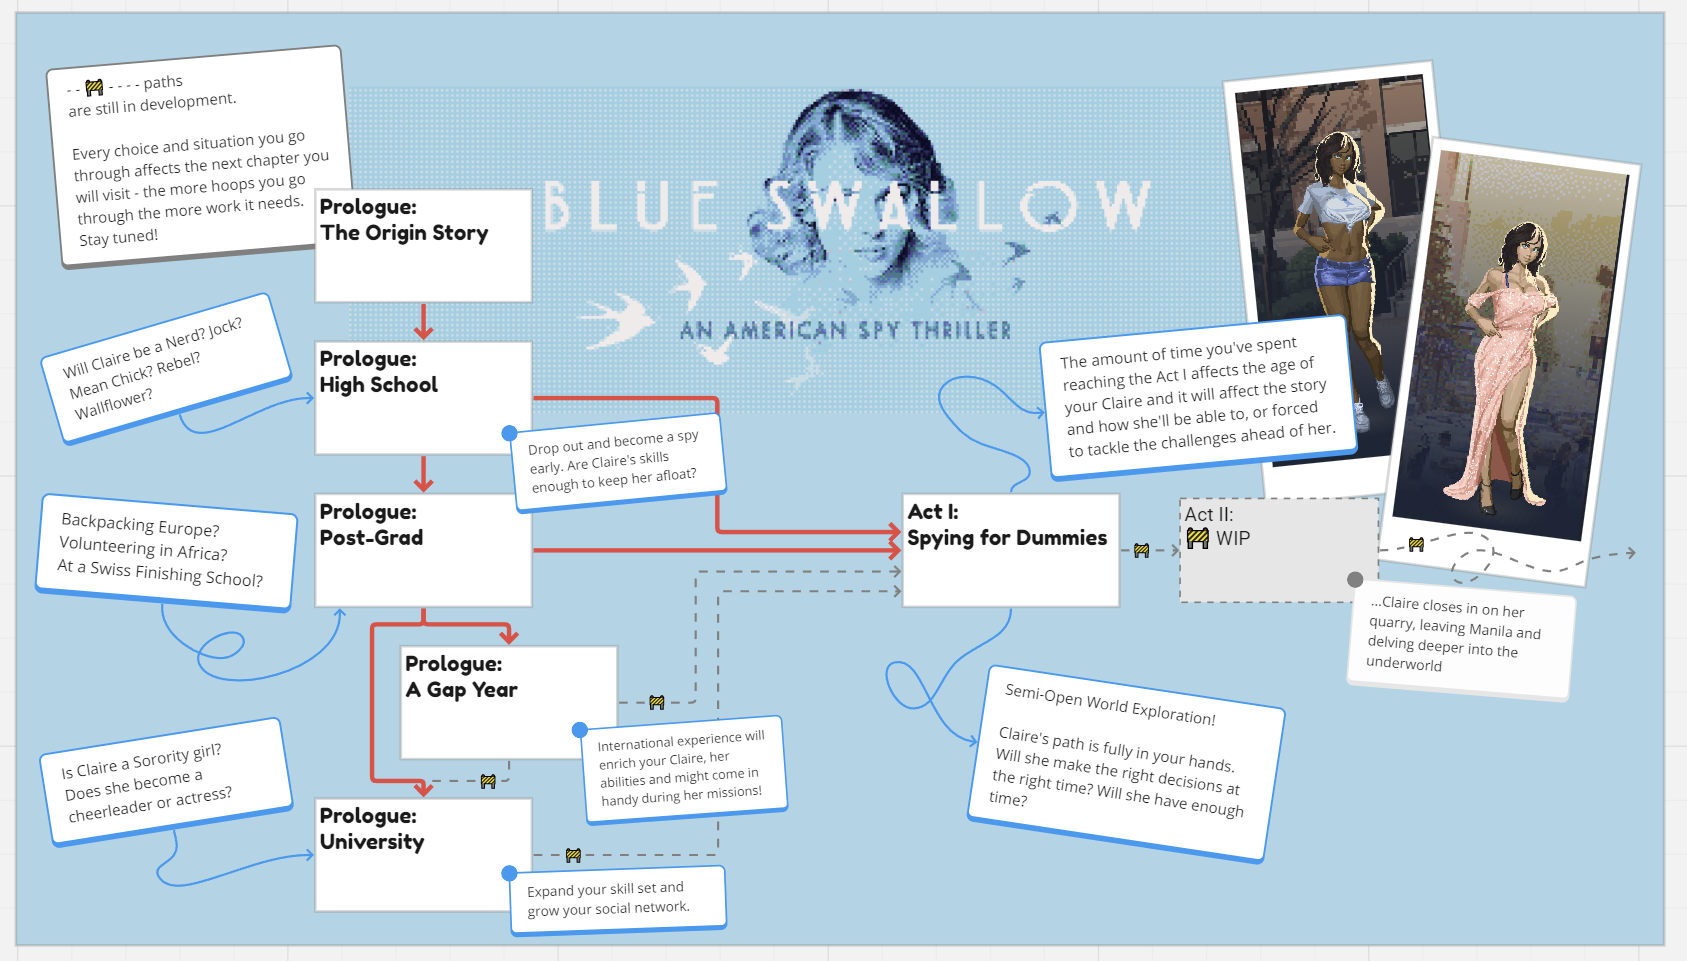 - - 🚧 - - - - paths
are still in development.
Every choice and situation you go
through affects the next chapter you
will visit - the more hoops you go
through the more work it needs.
Stay tuned!
BLUE SWALLOW
AN AMERICAN SPY THRILLER
Prologue:
The Origin Story
Will Claire be a Nerd? Jock?
Mean Chick? Rebel?
Wallflower?
Prologue:
High School
Drop out and become a spy
early. Are Claire's skills
enough to keep her afloat?
The amount of time you've spent
reaching the Act I affects the age of
your Claire and it will affect the story
and how she'll be able to, or forced
to tackle the challenges ahead of her.
Backpacking Europe?
Volunteering in Africa?
At a Swiss Finishing School?
Prologue:
Post-Grad
Act I:
Spying for Dummies
Act II:
🚧 WIP
...Claire closes in on her
quarry, leaving Manila and
delving deeper into the
underworld
Prologue:
A Gap Year
International experience will
enrich your Claire, her
abilities and might come in
handy during her missions!
Semi-Open World Exploration!
Claire's path is fully in your hands.
Will she make the right decisions at
the right time? Will she have enough
time?
Is Claire a Sorority girl?
Does she become a
cheerleader or actress?
Prologue:
University
Expand your skill set and
grow your social network.